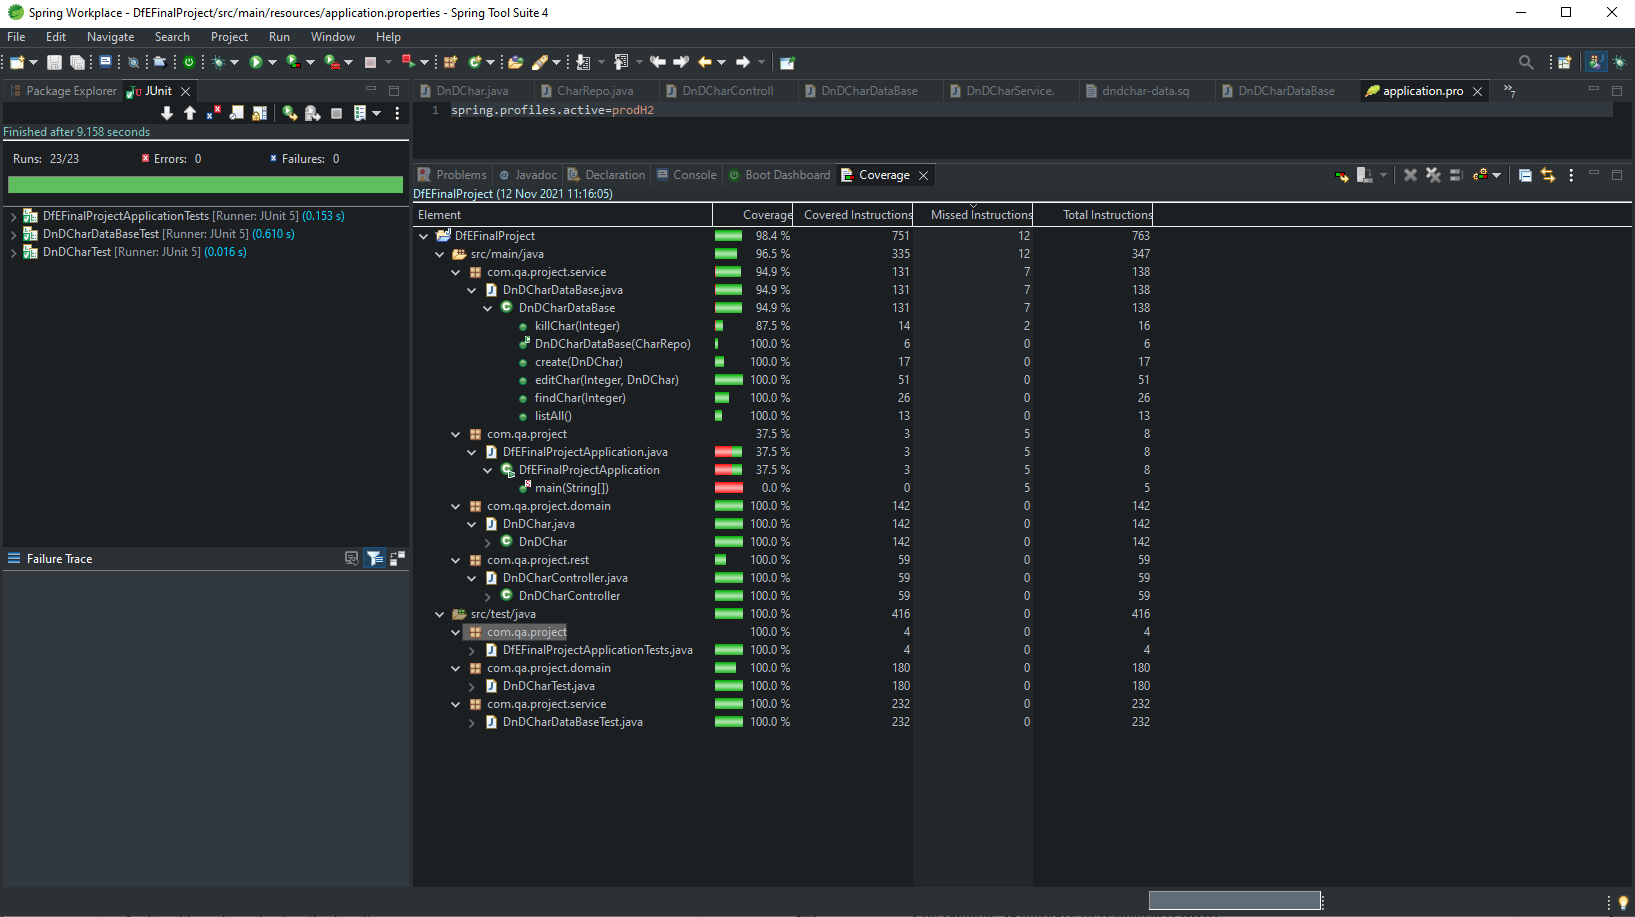 Spring Workplace - DfEFinalProject/src/main/resources/application.properties - Spring Tool Suite 4
File Edit Navigate Search Project Run Window Help
Package Explorer JUnit
DnDChar.java CharRepo.java DnDCharControll DnDCharDataBase DnDCharService. dndchar-data.sq DnDCharDataBase application.pro 7
Finished after 9.158 seconds
1 spring.profiles.active=prodH2
Runs: 23/23 Errors: 0 Failures: 0
DfEFinalProjectApplicationTests [Runner: JUnit 5] (0.153 s)
DnDCharDataBaseTest [Runner: JUnit 5] (0.610 s)
DnDCharTest [Runner: JUnit 5] (0.016 s)
Failure Trace
Problems Javadoc Declaration Console Boot Dashboard Coverage
DfEFinalProject (12 Nov 2021 11:16:05)
Element Coverage Covered Instructions Missed Instructions Total Instructions
DfEFinalProject 98.4 % 751 12 763
src/main/java 96.5 % 335 12 347
com.qa.project.service 94.9 % 131 7 138
DnDCharDataBase.java 94.9 % 131 7 138
DnDCharDataBase 94.9 % 131 7 138
killChar(Integer) 87.5 % 14 2 16
DnDCharDataBase(CharRepo) 100.0 % 6 0 6
create(DnDChar) 100.0 % 17 0 17
editChar(Integer, DnDChar) 100.0 % 51 0 51
findChar(Integer) 100.0 % 26 0 26
listAll() 100.0 % 13 0 13
com.qa.project 37.5 % 3 5 8
DfEFinalProjectApplication.java 37.5 % 3 5 8
DfEFinalProjectApplication 37.5 % 3 5 8
main(String[]) 0.0 % 0 5 5
com.qa.project.domain 100.0 % 142 0 142
DnDChar.java 100.0 % 142 0 142
DnDChar 100.0 % 142 0 142
com.qa.project.rest 100.0 % 59 0 59
DnDCharController.java 100.0 % 59 0 59
DnDCharController 100.0 % 59 0 59
src/test/java 100.0 % 416 0 416
com.qa.project 100.0 % 4 0 4
DfEFinalProjectApplicationTests.java 100.0 % 4 0 4
com.qa.project.domain 100.0 % 180 0 180
DnDCharTest.java 100.0 % 180 0 180
com.qa.project.service 100.0 % 232 0 232
DnDCharDataBaseTest.java 100.0 % 232 0 232